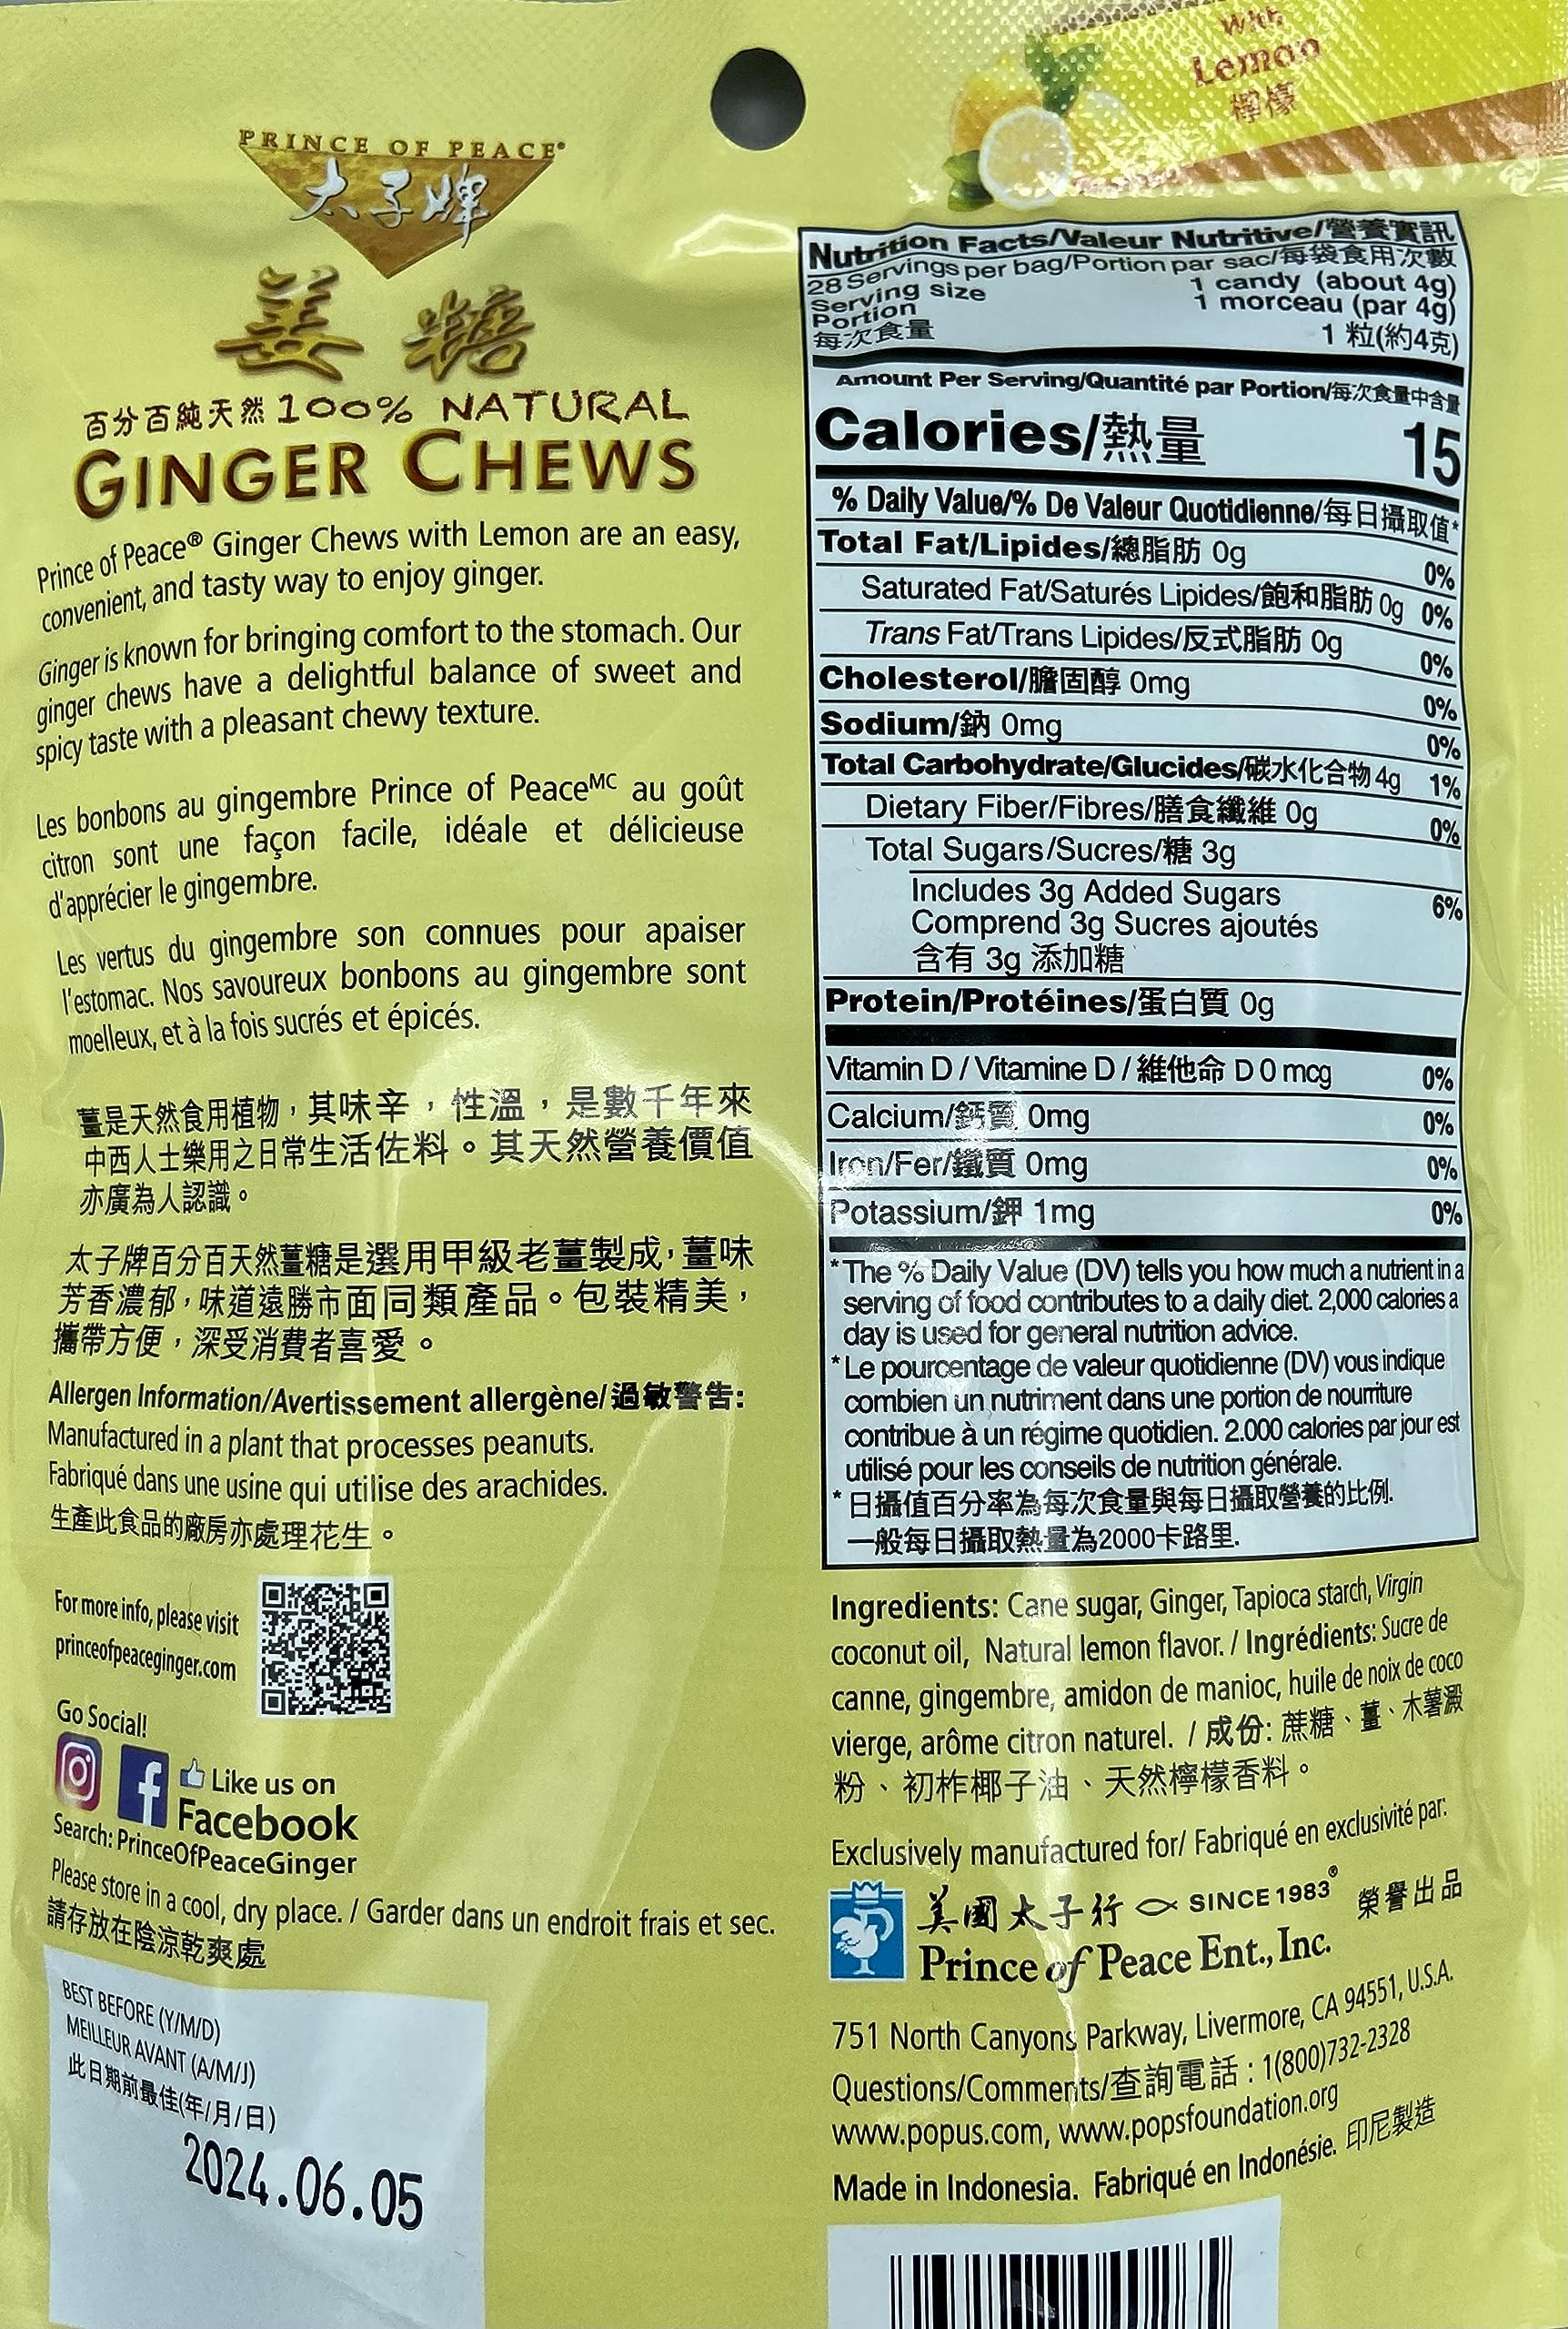 with
Lemon
檸檬
PRINCE OF PEACE®
太子牌
姜糖
百分百純天然 100% NATURAL
GINGER CHEWS
Prince of Peace® Ginger Chews with Lemon are an easy,
convenient, and tasty way to enjoy ginger.
Ginger is known for bringing comfort to the stomach. Our
ginger chews have a delightful balance of sweet and
spicy taste with a pleasant chewy texture.
Les bonbons au gingembre Prince of Peaceᴹᶜ au goût
citron sont une façon facile, idéale et délicieuse
d'apprécier le gingembre.
Les vertus du gingembre son connues pour apaiser
l'estomac. Nos savoureux bonbons au gingembre sont
moelleux, et à la fois sucrés et épicés.
薑是天然食用植物，其味辛，性溫，是數千年來
中西人士樂用之日常生活佐料。其天然營養價值
亦廣為人認識。
太子牌百分百天然薑糖是選用甲級老薑製成，薑味
芳香濃郁，味道遠勝市面同類產品。包裝精美，
攜帶方便，深受消費者喜愛。
Allergen Information/Avertissement allergène/過敏警告:
Manufactured in a plant that processes peanuts.
Fabriqué dans une usine qui utilise des arachides.
生產此食品的廠房亦處理花生。
For more info, please visit
princeofpeaceginger.com
Go Social!
Like us on
Facebook
Search: PrinceOfPeaceGinger
Please store in a cool, dry place. / Garder dans un endroit frais et sec.
請存放在陰涼乾爽處
BEST BEFORE (Y/M/D)
MEILLEUR AVANT (A/M/J)
此日期前最佳(年/月/日)
2024.06.05
Nutrition Facts/Valeur Nutritive/營養資訊
28 Servings per bag/Portion par sac/每袋食用次數
Serving size 1 candy (about 4g)
Portion 1 morceau (par 4g)
每次食量 1 粒(約4克)
Amount Per Serving/Quantité par Portion/每次食量中含量
Calories/熱量 15
% Daily Value/% De Valeur Quotidienne/每日攝取值*
Total Fat/Lipides/總脂肪 0g 0%
Saturated Fat/Saturés Lipides/飽和脂肪 0g 0%
Trans Fat/Trans Lipides/反式脂肪 0g 0%
Cholesterol/膽固醇 0mg 0%
Sodium/鈉 0mg 0%
Total Carbohydrate/Glucides/碳水化合物 4g 1%
Dietary Fiber/Fibres/膳食纖維 0g 0%
Total Sugars/Sucres/糖 3g
Includes 3g Added Sugars 6%
Comprend 3g Sucres ajoutés
含有 3g 添加糖
Protein/Protéines/蛋白質 0g
Vitamin D / Vitamine D / 維他命 D 0 mcg 0%
Calcium/鈣質 0mg 0%
Iron/Fer/鐵質 0mg 0%
Potassium/鉀 1mg 0%
*The % Daily Value (DV) tells you how much a nutrient in a
serving of food contributes to a daily diet. 2,000 calories a
day is used for general nutrition advice.
*Le pourcentage de valeur quotidienne (DV) vous indique
combien un nutriment dans une portion de nourriture
contribue à un régime quotidien. 2.000 calories par jour est
utilisé pour les conseils de nutrition générale.
*日攝值百分率為每次食量與每日攝取營養的比例.
一般每日攝取熱量為2000卡路里.
Ingredients: Cane sugar, Ginger, Tapioca starch, Virgin
coconut oil, Natural lemon flavor. / Ingrédients: Sucre de
canne, gingembre, amidon de manioc, huile de noix de coco
vierge, arôme citron naturel. / 成份: 蔗糖、薑、木薯澱
粉、初柞椰子油、天然檸檬香料。
Exclusively manufactured for/ Fabriqué en exclusivité par:
美國太子行 SINCE 1983® 榮譽出品
Prince of Peace Ent., Inc.
751 North Canyons Parkway, Livermore, CA 94551, U.S.A.
Questions/Comments/查詢電話 : 1(800)732-2328
www.popus.com, www.popsfoundation.org
Made in Indonesia. Fabriqué en Indonésie. 印尼製造